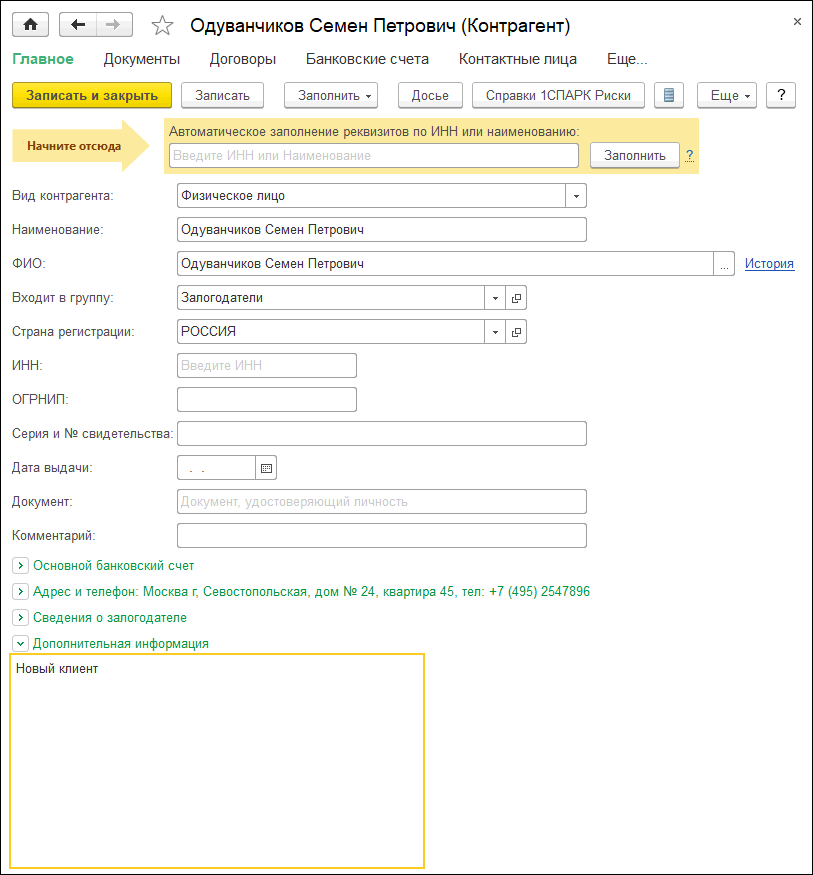 Одуванчиков Семен Петрович (Контрагент)
Главное Документы Договоры Банковские счета Контактные лица Еще...
Записать и закрыть Записать Заполнить Досье Справки 1СПАРК Риски Еще ?
Автоматическое заполнение реквизитов по ИНН или наименованию:
Начните отсюда Введите ИНН или Наименование Заполнить ?
Вид контрагента: Физическое лицо
Наименование: Одуванчиков Семен Петрович
ФИО: Одуванчиков Семен Петрович ... История
Входит в группу: Залогодатели
Страна регистрации: РОССИЯ
ИНН: Введите ИНН
ОГРНИП:
Серия и № свидетельства:
Дата выдачи: . .
Документ: Документ, удостоверяющий личность
Комментарий:
Основной банковский счет
Адрес и телефон: Москва г, Севостопольская, дом № 24, квартира 45, тел: +7 (495) 2547896
Сведения о залогодателе
Дополнительная информация
Новый клиент